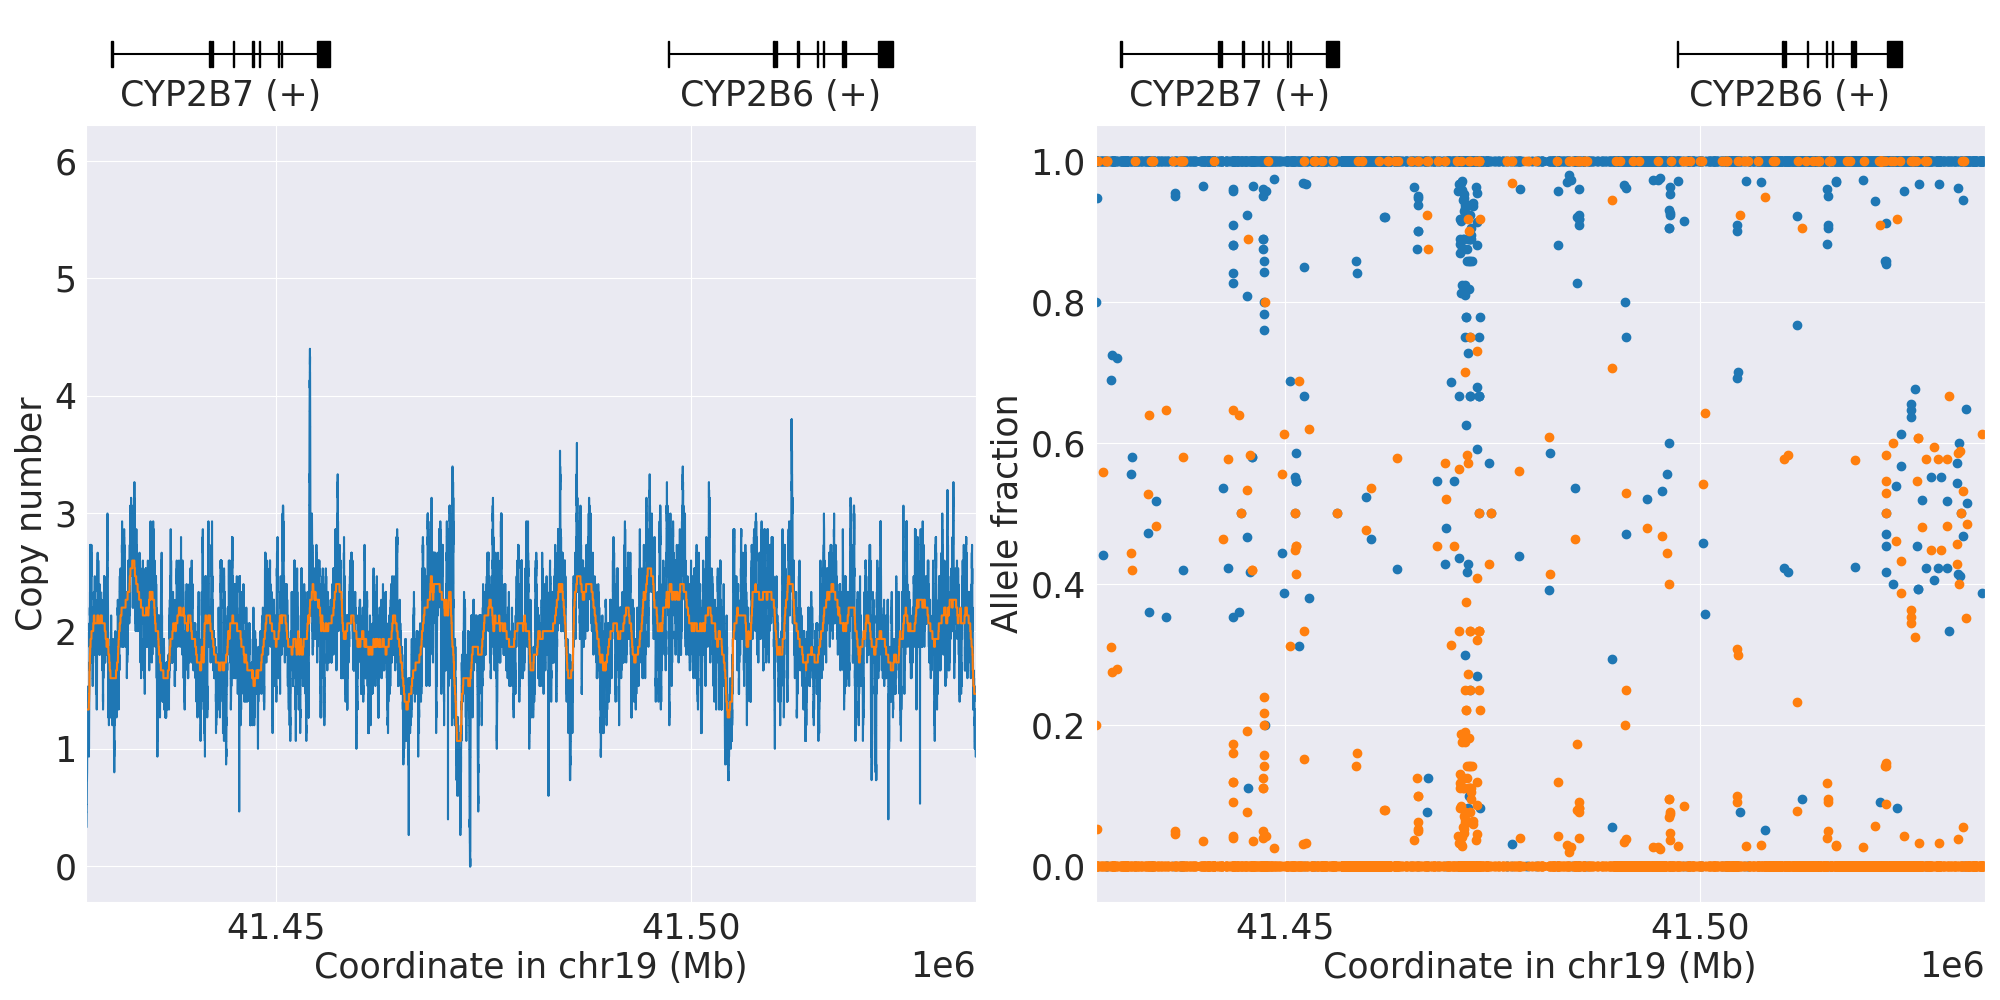 CYP2B7 (+)
CYP2B6 (+)
6
5
4
3
2
1
0
Copy number
41.45
41.50
Coordinate in chr19 (Mb)
1e6
CYP2B7 (+)
CYP2B6 (+)
1.0
0.8
0.6
0.4
0.2
0.0
Allele fraction
41.45
41.50
Coordinate in chr19 (Mb)
1e6